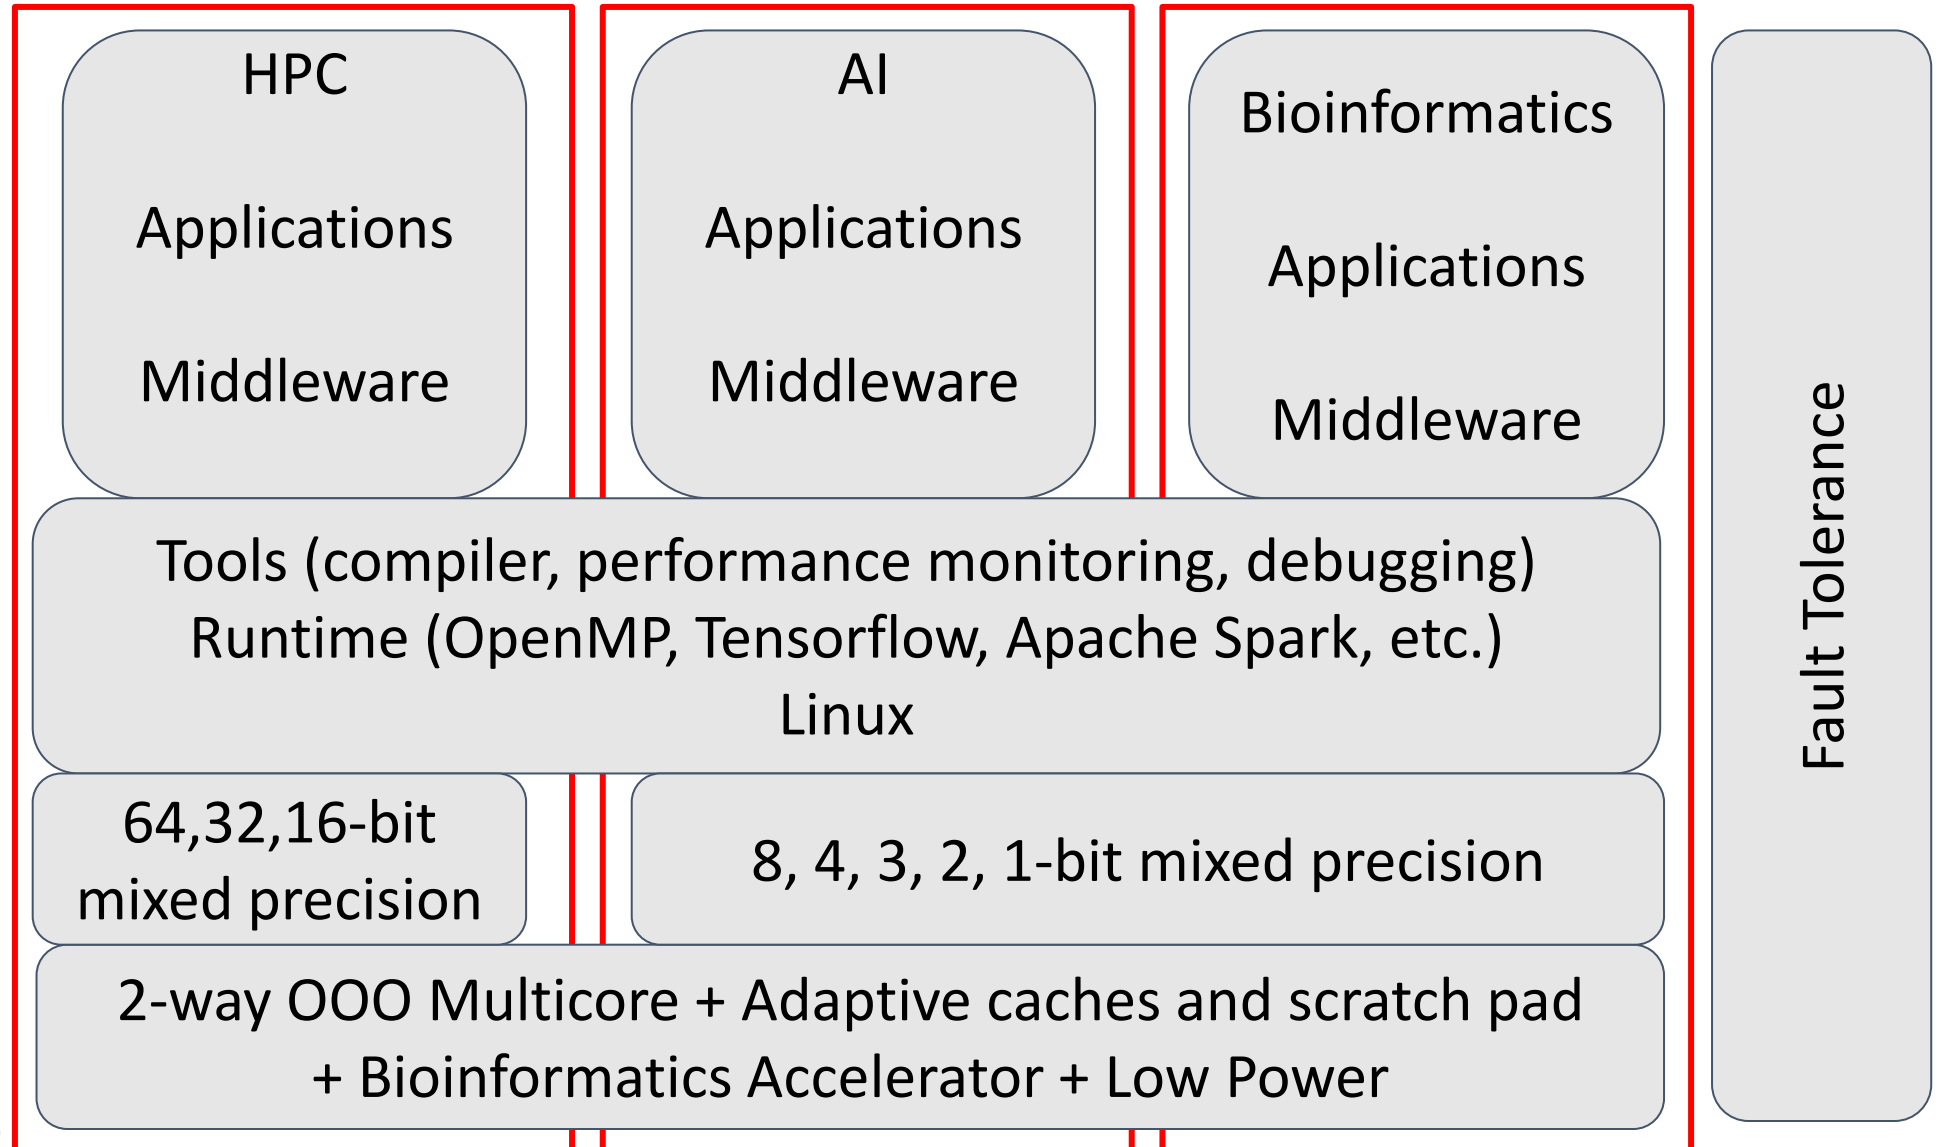 HPC
Applications
Middleware
AI
Applications
Middleware
Bioinformatics
Applications
Middleware
Tools (compiler, performance monitoring, debugging)
Runtime (OpenMP, Tensorflow, Apache Spark, etc.)
Linux
64,32,16-bit
mixed precision
8, 4, 3, 2, 1-bit mixed precision
2-way OOO Multicore + Adaptive caches and scratch pad
+ Bioinformatics Accelerator + Low Power
Fault Tolerance